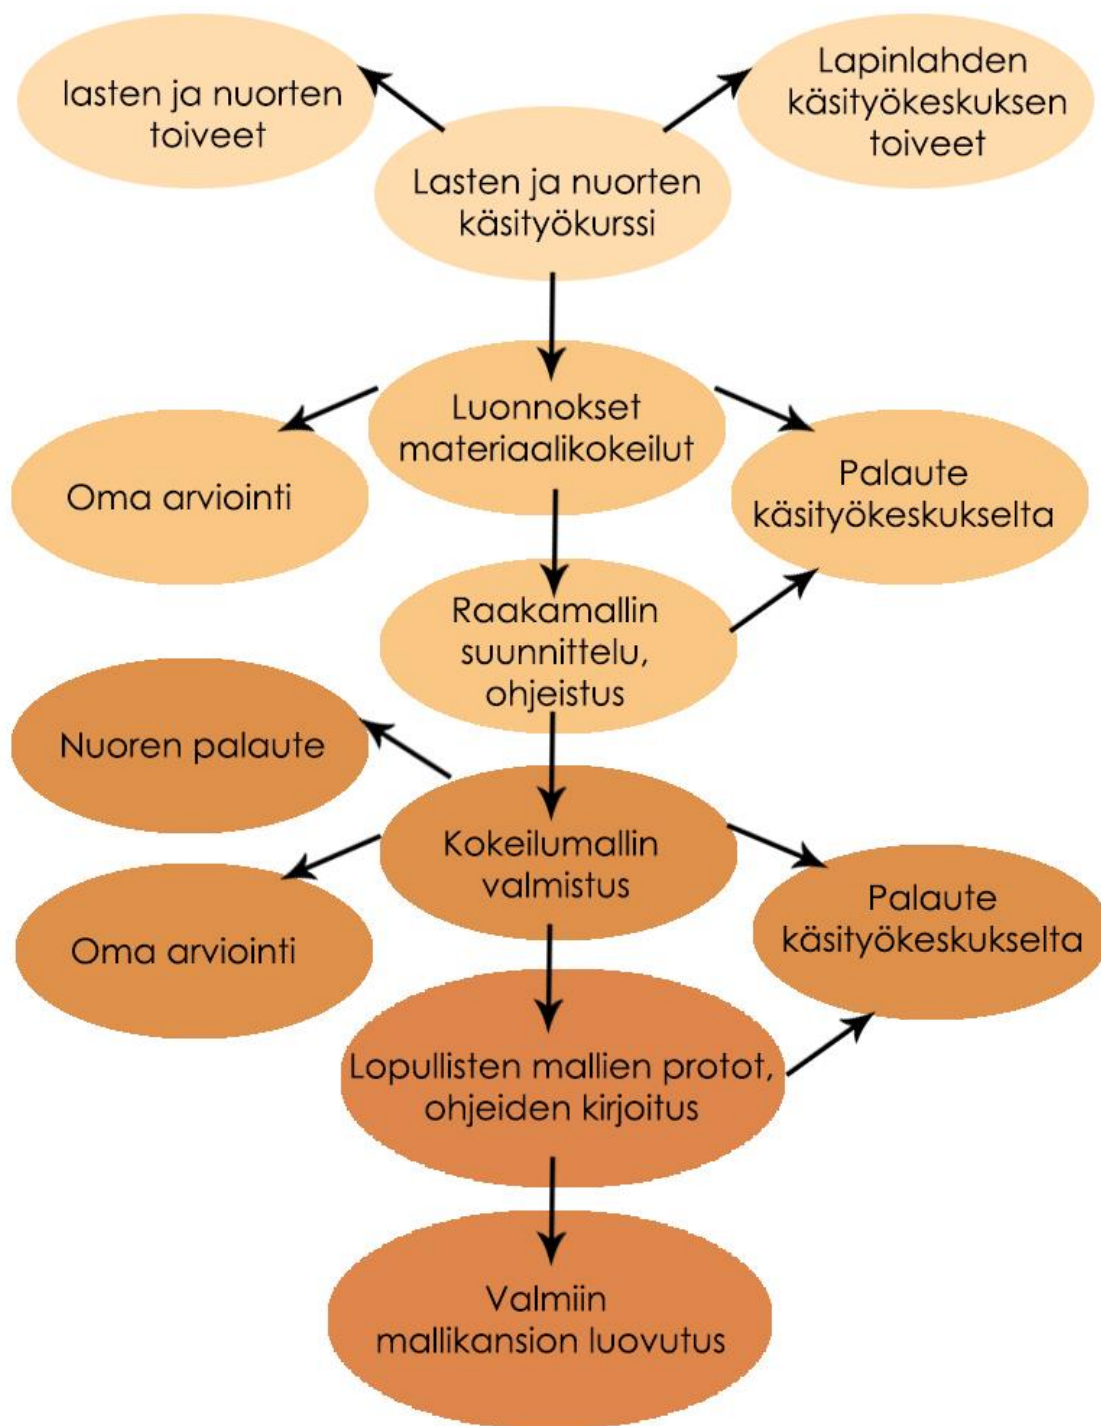 lasten ja nuorten
toiveet
Lapinlahden
käsityökeskuksen
toiveet
Lasten ja nuorten
käsityökurssi
Luonnokset
materiaalikokeilut
Oma arviointi
Palaute
käsityökeskukselta
Raakamallin
suunnittelu,
ohjeistus
Nuoren palaute
Kokeilumallin
valmistus
Oma arviointi
Palaute
käsityökeskukselta
Lopullisten mallien protot,
ohjeiden kirjoitus
Valmiin
mallikansion luovutus